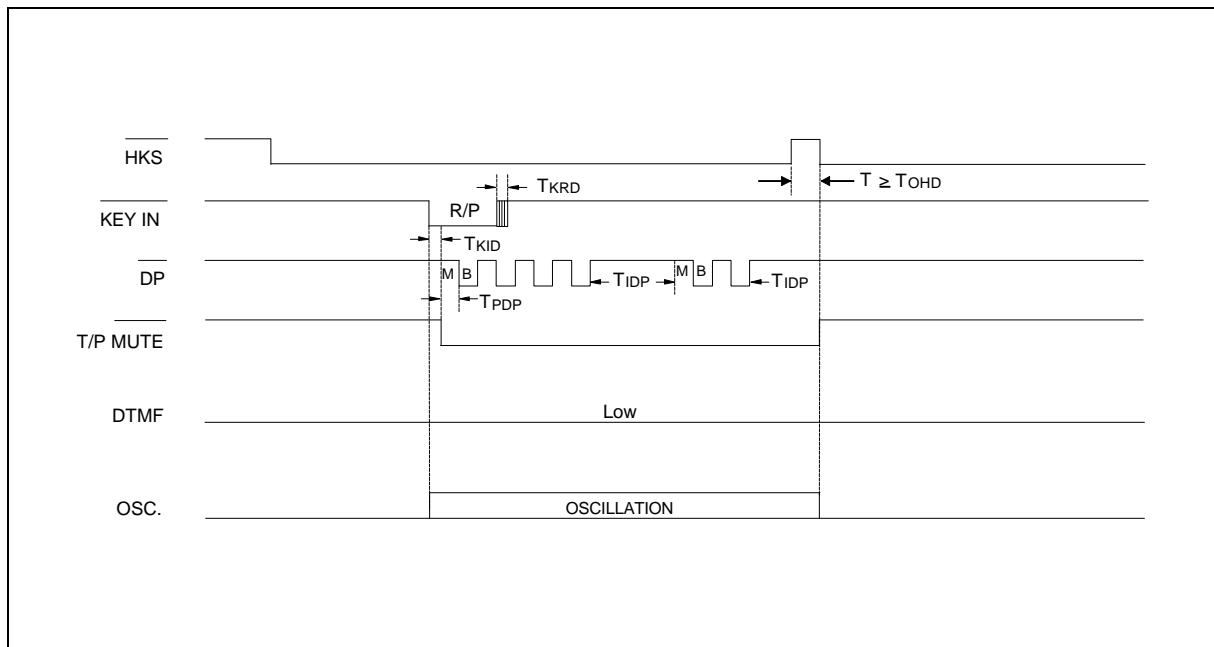 HKS
T ≥ TOHD
TKRD
KEY IN
R/P
TKID
DP
M B
TIDP
M B
TIDP
TPDP
T/P MUTE
DTMF
Low
OSC.
OSCILLATION